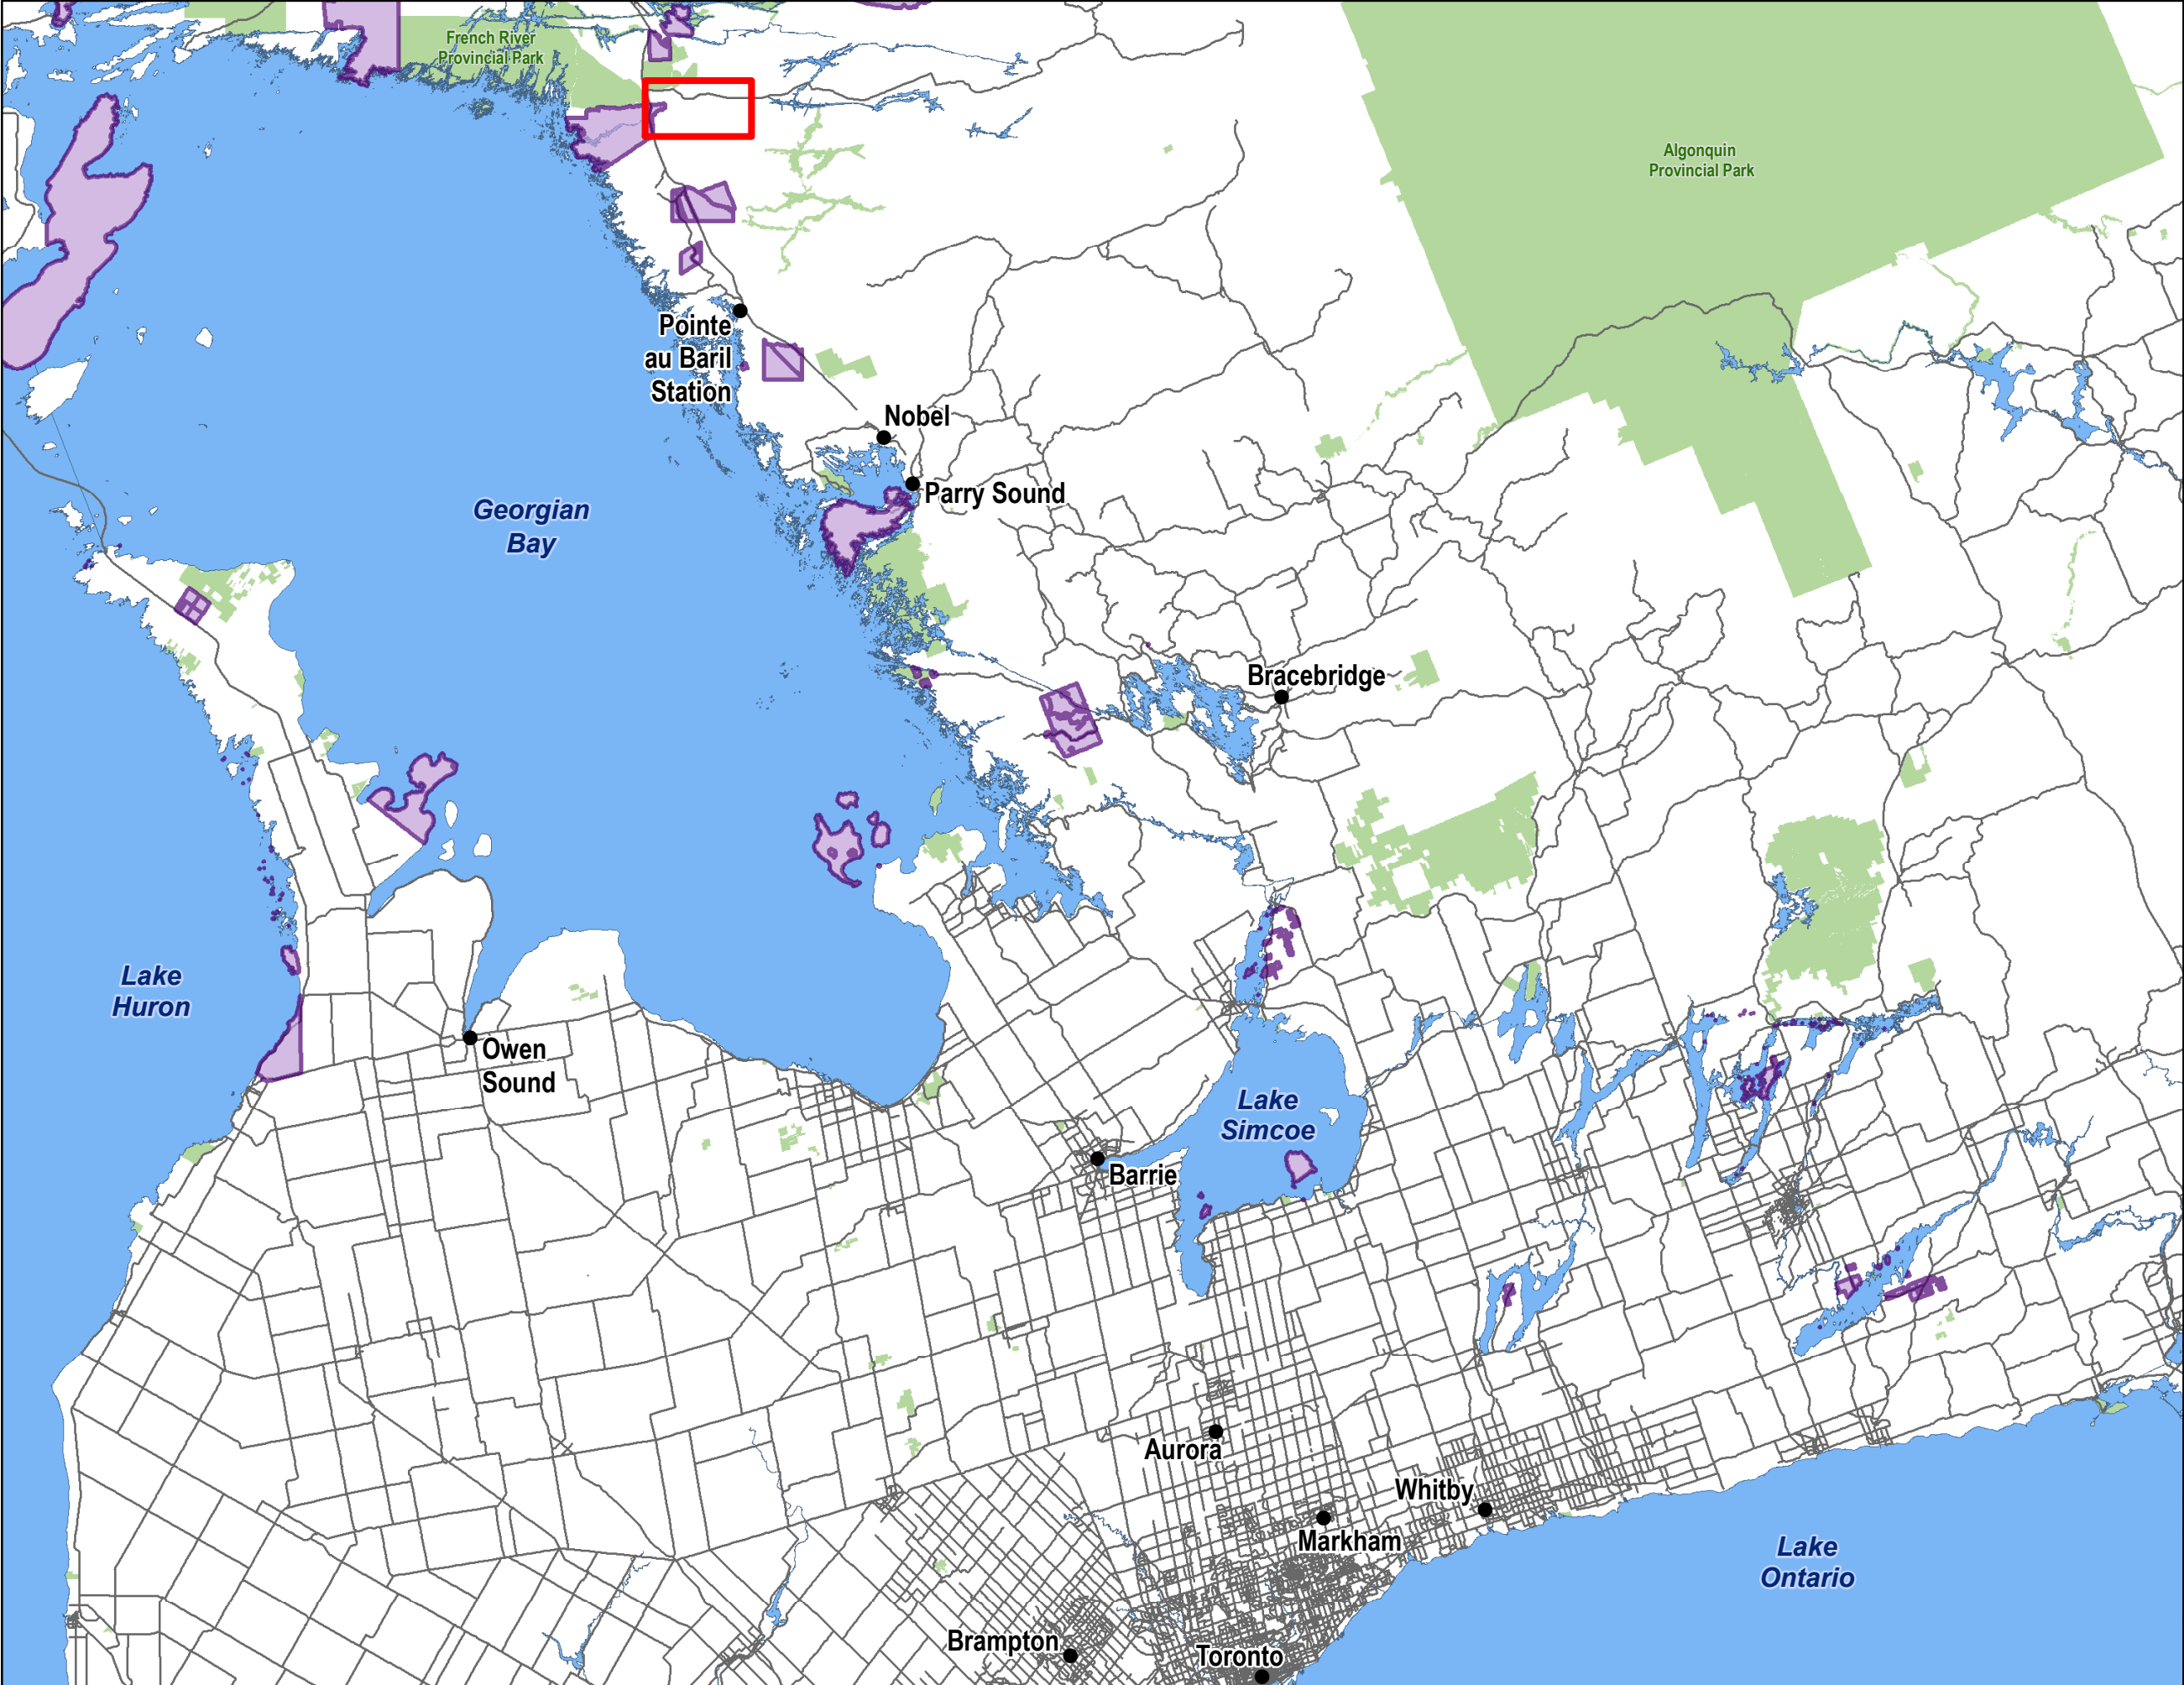 French River
Provincial Park
Algonquin
Provincial Park
Pointe
au Baril
Station
Nobel
Parry Sound
Georgian
Bay
Bracebridge
Lake
Huron
Owen
Sound
Lake
Simcoe
Barrie
Aurora
Whitby
Markham
Lake
Ontario
Brampton
Toronto